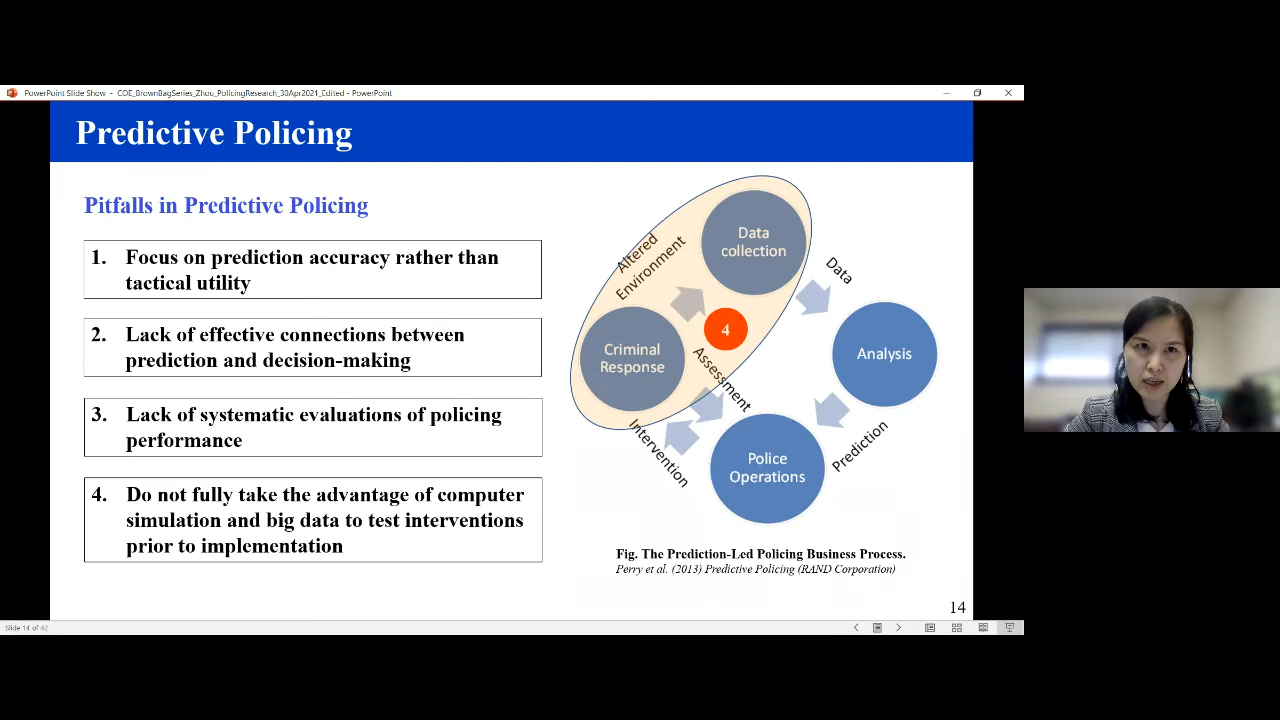 PowerPoint Slide Show - COE_BrownBagSeries_Zhou_PolicingResearch_30Apr2021_Edited - PowerPoint
Predictive Policing
Pitfalls in Predictive Policing
1. Focus on prediction accuracy rather than
tactical utility
2. Lack of effective connections between
prediction and decision-making
3. Lack of systematic evaluations of policing
performance
4. Do not fully take the advantage of computer
simulation and big data to test interventions
prior to implementation
Altered
Environment
Data
collection
Data
4
Criminal
Response
Assessment
Analysis
Intervention
Police
Operations
Prediction
Fig. The Prediction-Led Policing Business Process.
Perry et al. (2013) Predictive Policing (RAND Corporation)
14
Slide 14 of 42